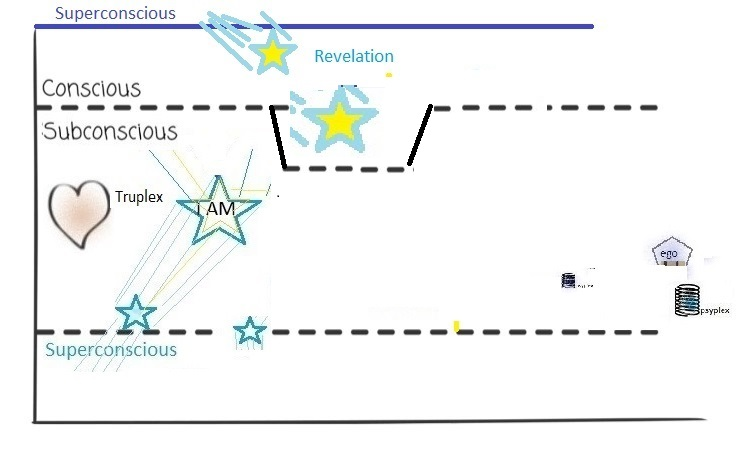 Superconscious
Revelation
Conscious
Subconscious
Truplex
I AM
ego
psyplex
Superconscious